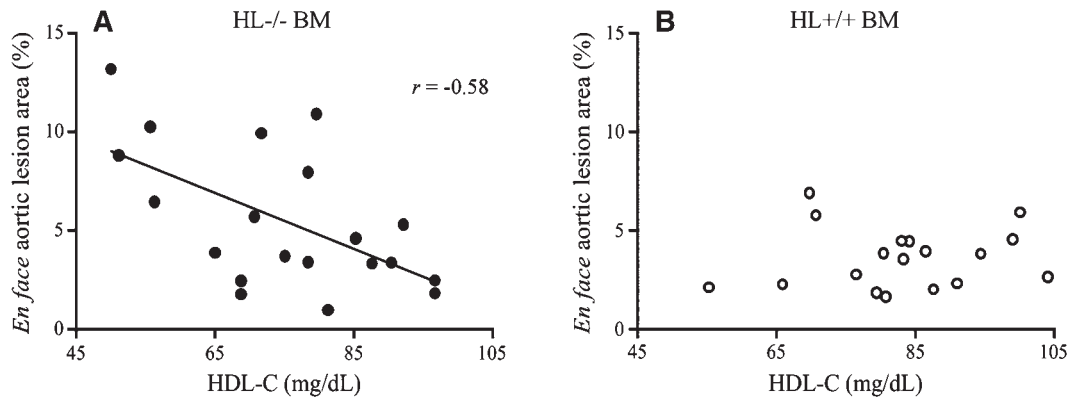 A
HL-/- BM
15
10
5
0
En face aortic lesion area (%)
r = -0.58
45
65
85
105
HDL-C (mg/dL)
B
HL+/+ BM
15
10
5
0
En face aortic lesion area (%)
45
65
85
105
HDL-C (mg/dL)